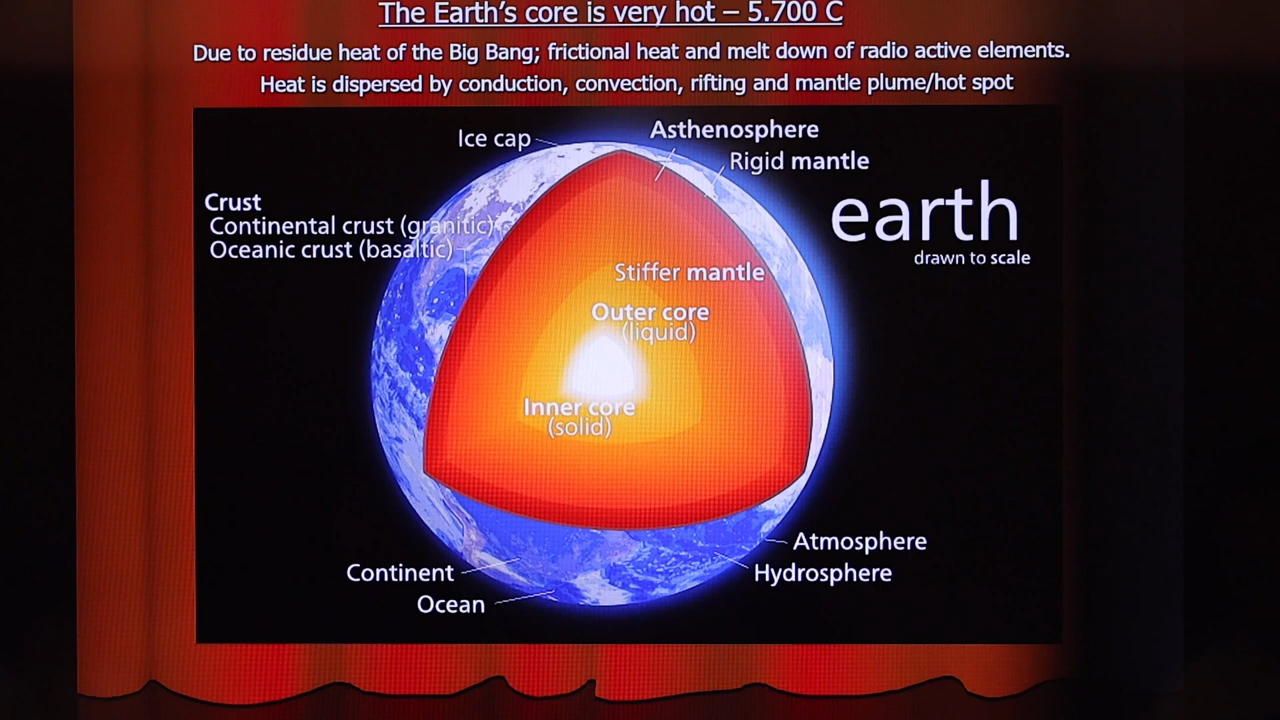 The Earth's core is very hot – 5.700 C
Due to residue heat of the Big Bang; frictional heat and melt down of radio active elements.
Heat is dispersed by conduction, convection, rifting and mantle plume/hot spot
Ice cap
Asthenosphere
Rigid mantle
Crust
Continental crust (granitic)
Oceanic crust (basaltic)
earth
drawn to scale
Stiffer mantle
Outer core
(liquid)
Inner core
(solid)
Atmosphere
Continent
Hydrosphere
Ocean